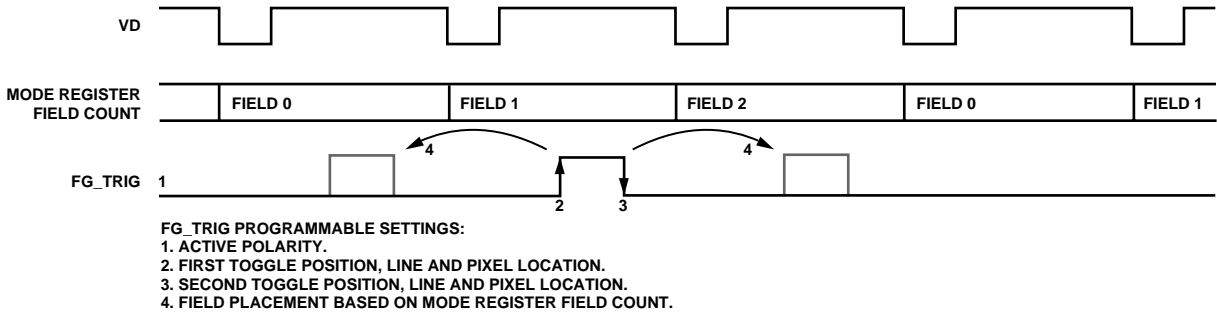 VD
MODE REGISTER
FIELD COUNT
FIELD 0 FIELD 1 FIELD 2 FIELD 0 FIELD 1
4 4
FG_TRIG 1
2 3
FG_TRIG PROGRAMMABLE SETTINGS:
1. ACTIVE POLARITY.
2. FIRST TOGGLE POSITION, LINE AND PIXEL LOCATION.
3. SECOND TOGGLE POSITION, LINE AND PIXEL LOCATION.
4. FIELD PLACEMENT BASED ON MODE REGISTER FIELD COUNT.